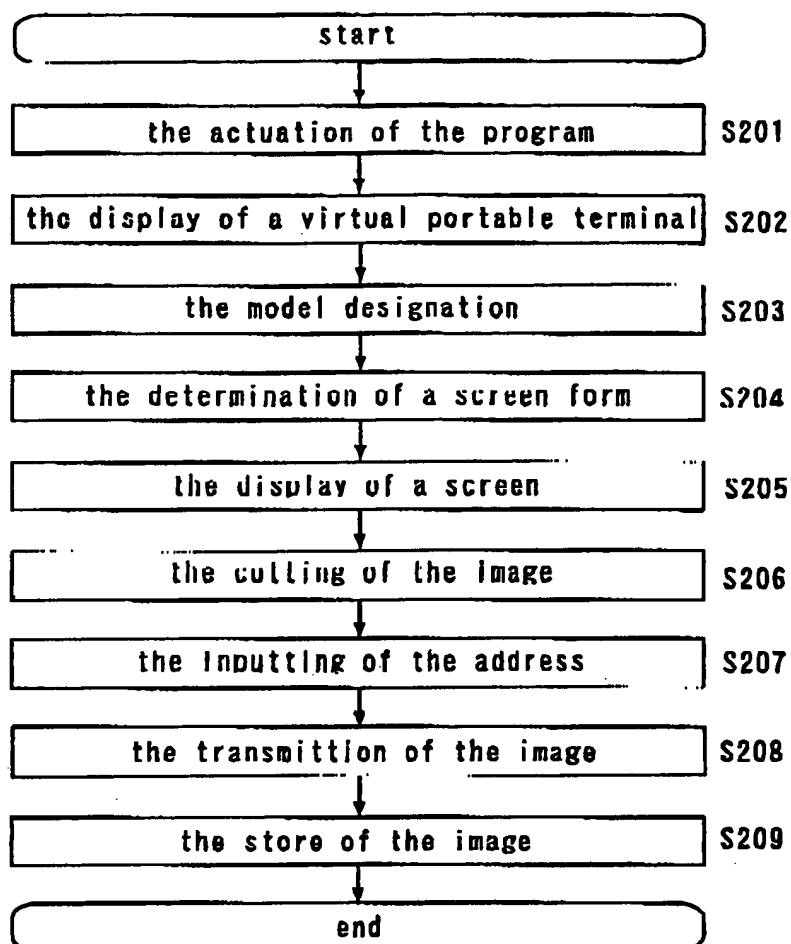 start
the actuation of the program S201
the display of a virtual portable terminal S202
the model designation S203
the determination of a screen form S204
the display of a screen S205
the cutting of the image S206
the inputting of the address S207
the transmittion of the image S208
the store of the image S209
end